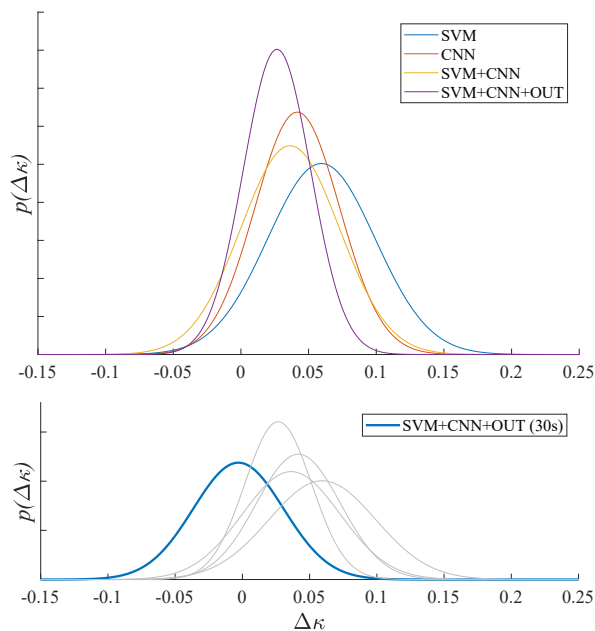 SVM
CNN
SVM+CNN
SVM+CNN+OUT
p(Δκ)
-0.15 -0.1 -0.05 0 0.05 0.1 0.15 0.2 0.25
SVM+CNN+OUT (30s)
p(Δκ)
-0.15 -0.1 -0.05 0 0.05 0.1 0.15 0.2 0.25
Δκ